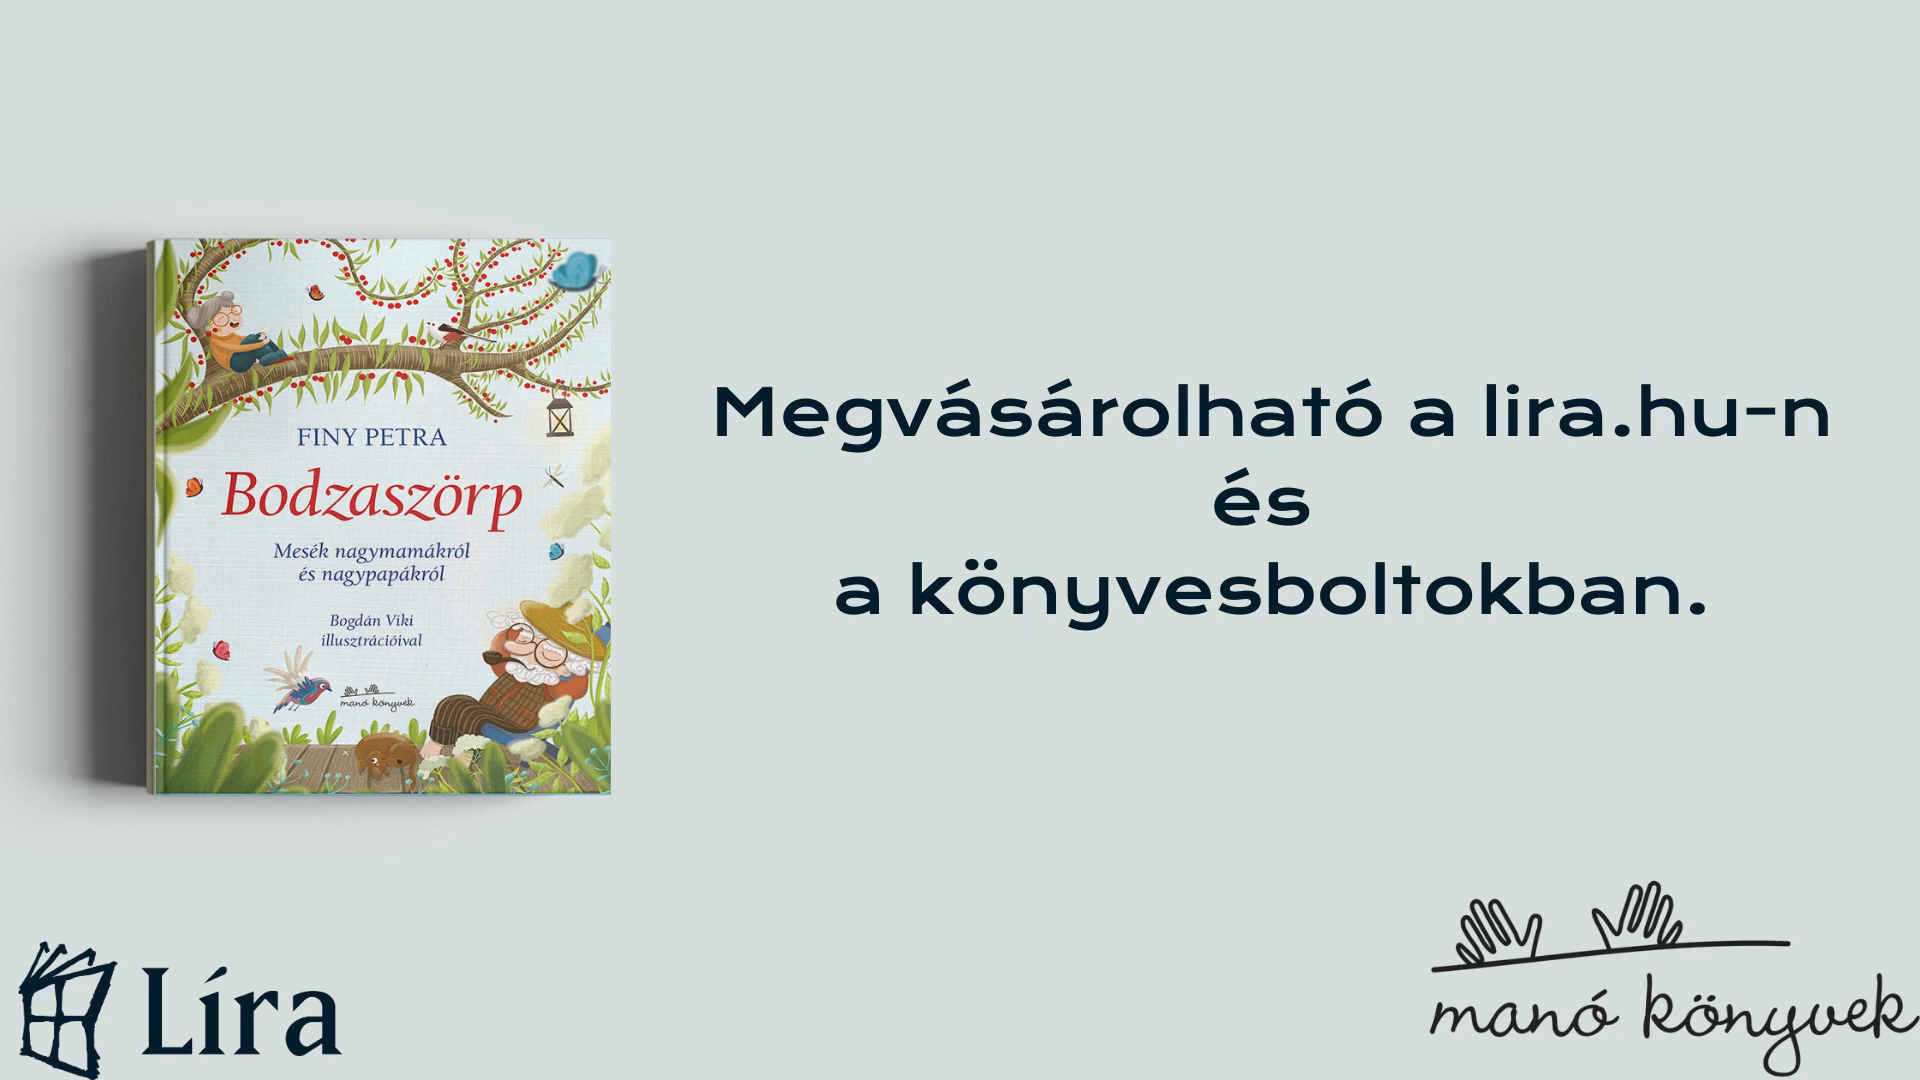 FINY PETRA
Bodzaszörp
Mesék nagymamákról
és nagypapákról
Bogdán Viki
illusztrációival
manó könyvek
Megvásárolható a lira.hu-n
és
a könyvesboltokban.
Líra
manó könyvek